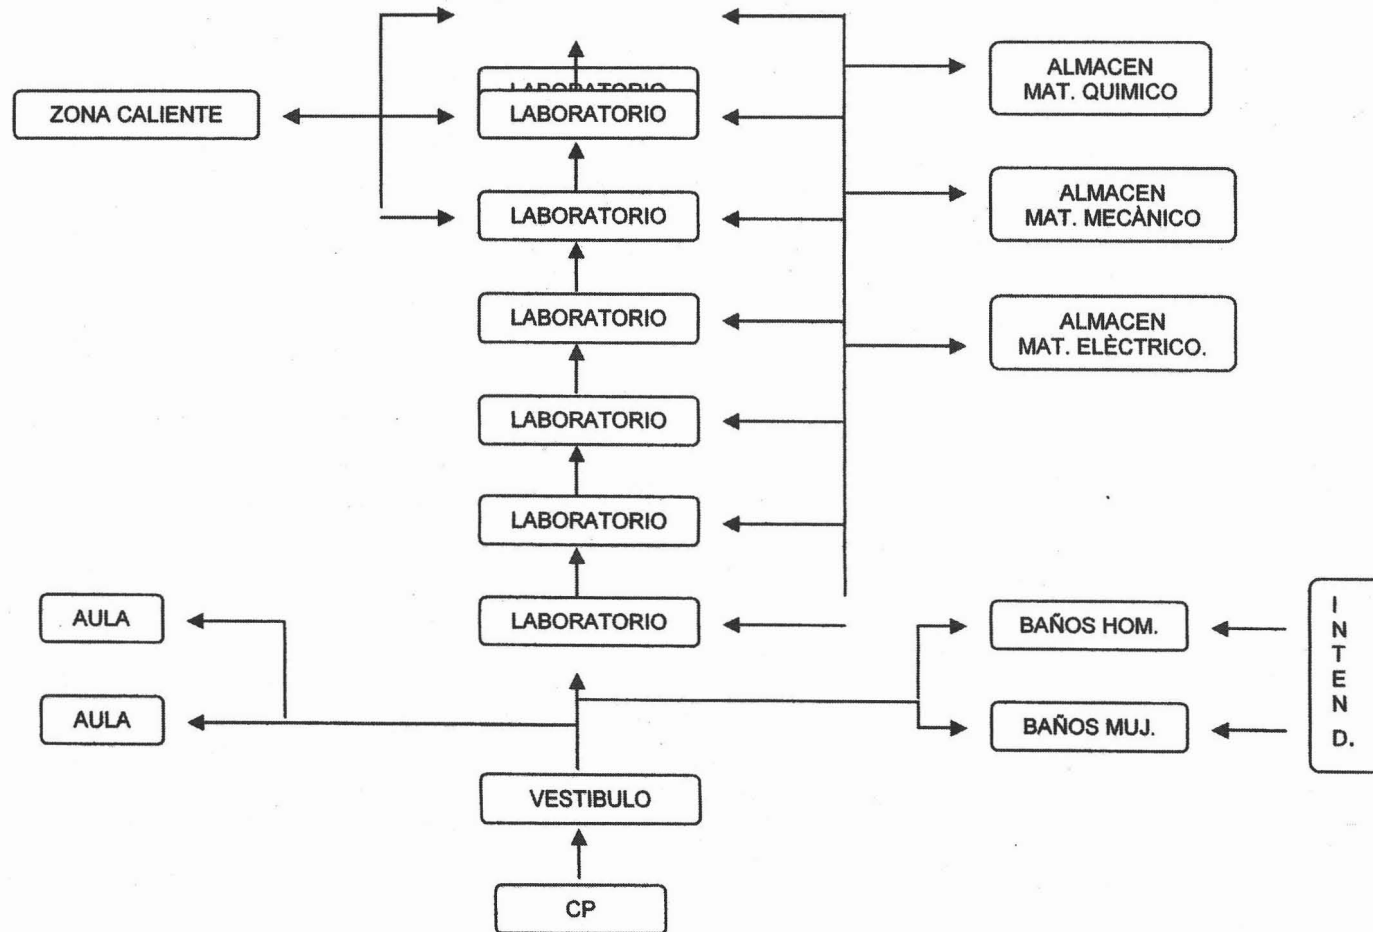 ALMACEN
MAT. QUIMICO
LABORATORIO
ZONA CALIENTE
LABORATORIO
ALMACEN
MAT. MECÀNICO
LABORATORIO
LABORATORIO
ALMACEN
MAT. ELÈCTRICO.
LABORATORIO
LABORATORIO
AULA
LABORATORIO
BAÑOS HOM.
AULA
BAÑOS MUJ.
I
N
T
E
N
D.
VESTIBULO
CP